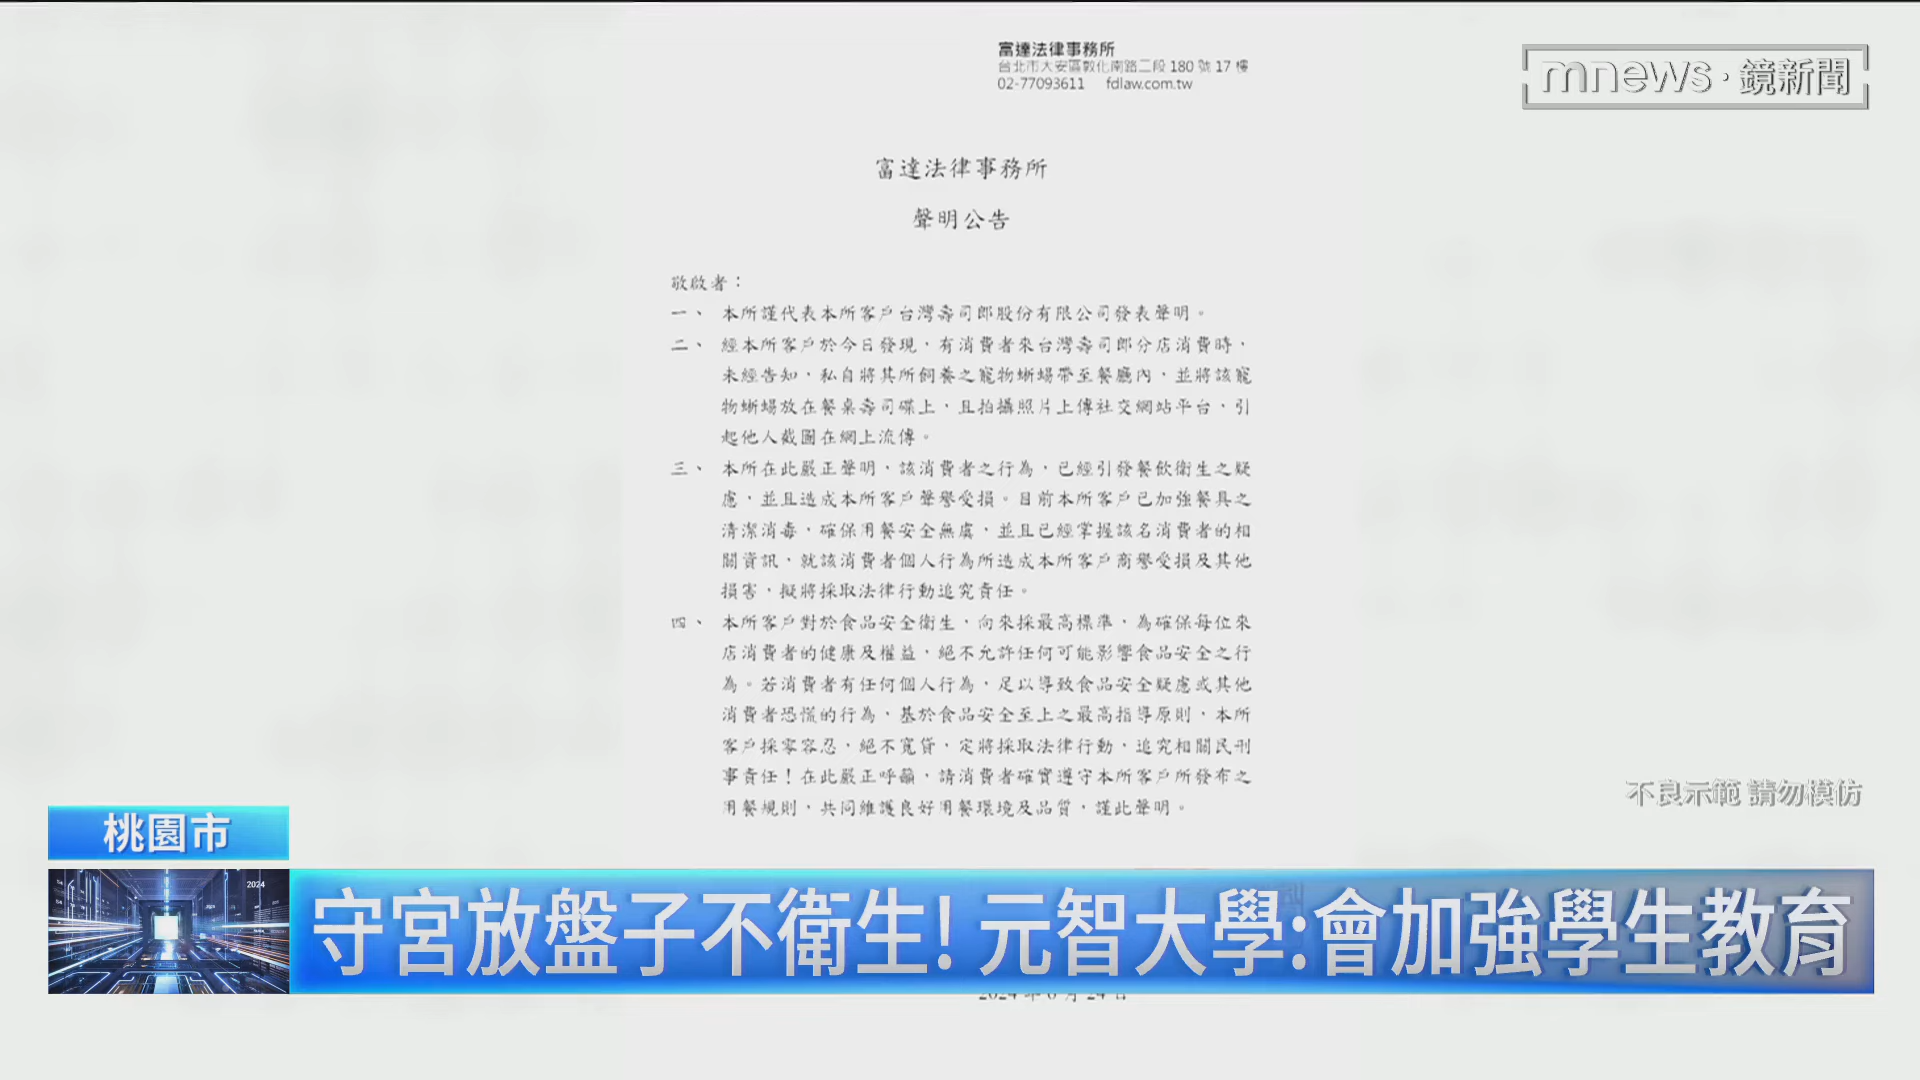 富達法律事務所
台北市大安區敦化南路二段 180 號 17 樓
02-77093611 fdlaw.com.tw
mnews·鏡新聞
富達法律事務所
聲明公告
敬啟者：
一、 本所謹代表本所客戶台灣壽司郎股份有限公司發表聲明。
二、 經本所客戶於今日發現，有消費者來台灣壽司郎分店消費時，
未經告知，私自將其所飼養之寵物蜥蜴帶至餐廳內，並將該寵
物蜥蜴放在餐桌壽司碟上，且拍攝照片上傳社交網站平台，引
起他人截圖在網上流傳。
三、 本所在此嚴正聲明，該消費者之行為，已經引發餐飲衛生之疑
慮，並且造成本所客戶聲譽受損。目前本所客戶已加強餐具之
清潔消毒，確保用餐安全無虞，並且已經掌握該名消費者的相
關資訊，就該消費者個人行為所造成本所客戶商譽受損及其他
損害，擬將採取法律行動追究責任。
四、 本所客戶對於食品安全衛生，向來採最高標準，為確保每位來
店消費者的健康及權益，絕不允許任何可能影響食品安全之行
為。若消費者有任何個人行為，足以導致食品安全疑慮或其他
消費者恐慌的行為，基於食品安全至上之最高指導原則，本所
客戶採零容忍，絕不寬貸，定將採取法律行動，追究相關民刑
事責任！在此嚴正呼籲，請消費者確實遵守本所客戶所發布之
用餐規則，共同維護良好用餐環境及品質，謹此聲明。
不良示範 請勿模仿
桃園市
2024
守宮放盤子不衛生! 元智大學:會加強學生教育
2024 年 6 月 24 日